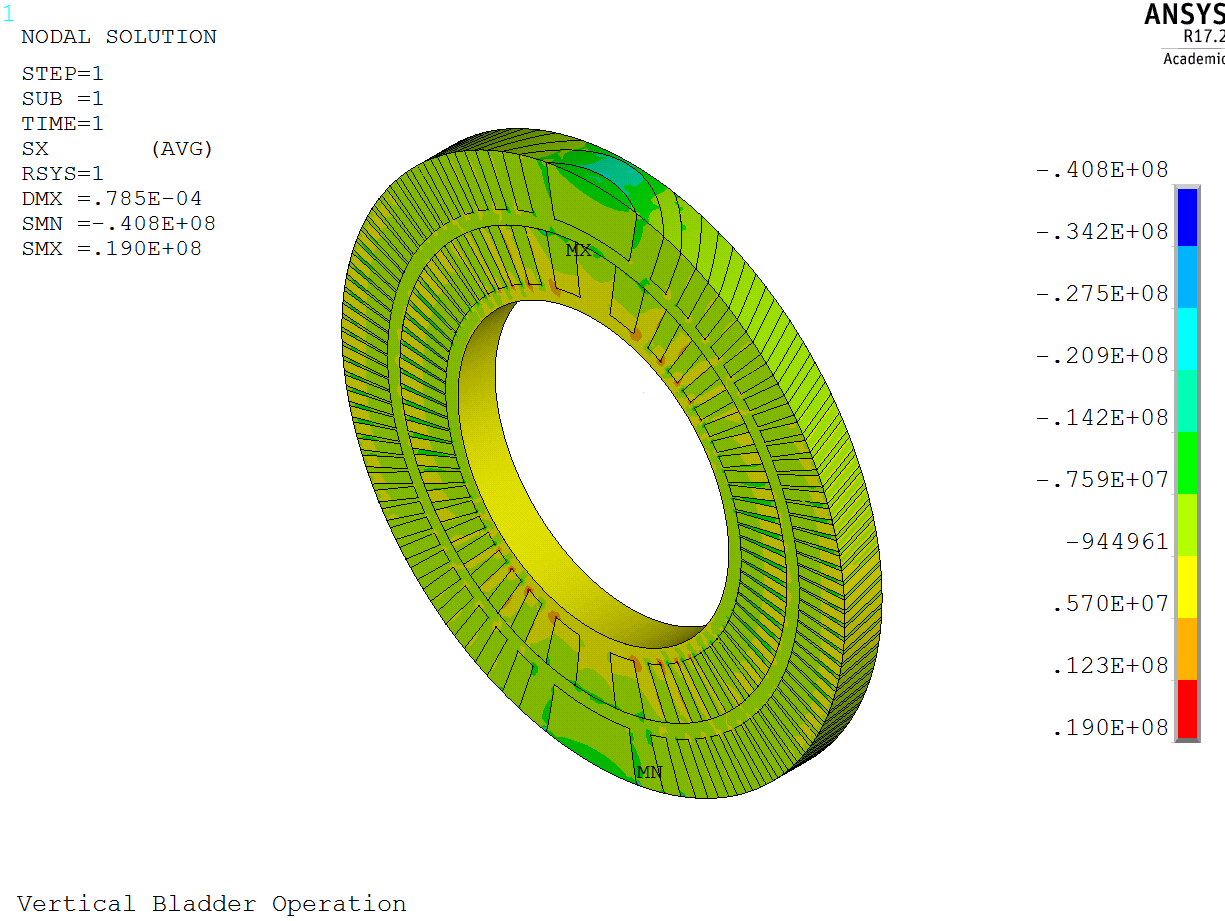 1
NODAL SOLUTION
STEP=1
SUB =1
TIME=1
SX (AVG)
RSYS=1
DMX =.785E-04
SMN =-.408E+08
SMX =.190E+08
ANSYS
R17.2
Academic
MX
MN
-.408E+08
-.342E+08
-.275E+08
-.209E+08
-.142E+08
-.759E+07
-944961
.570E+07
.123E+08
.190E+08
Vertical Bladder Operation